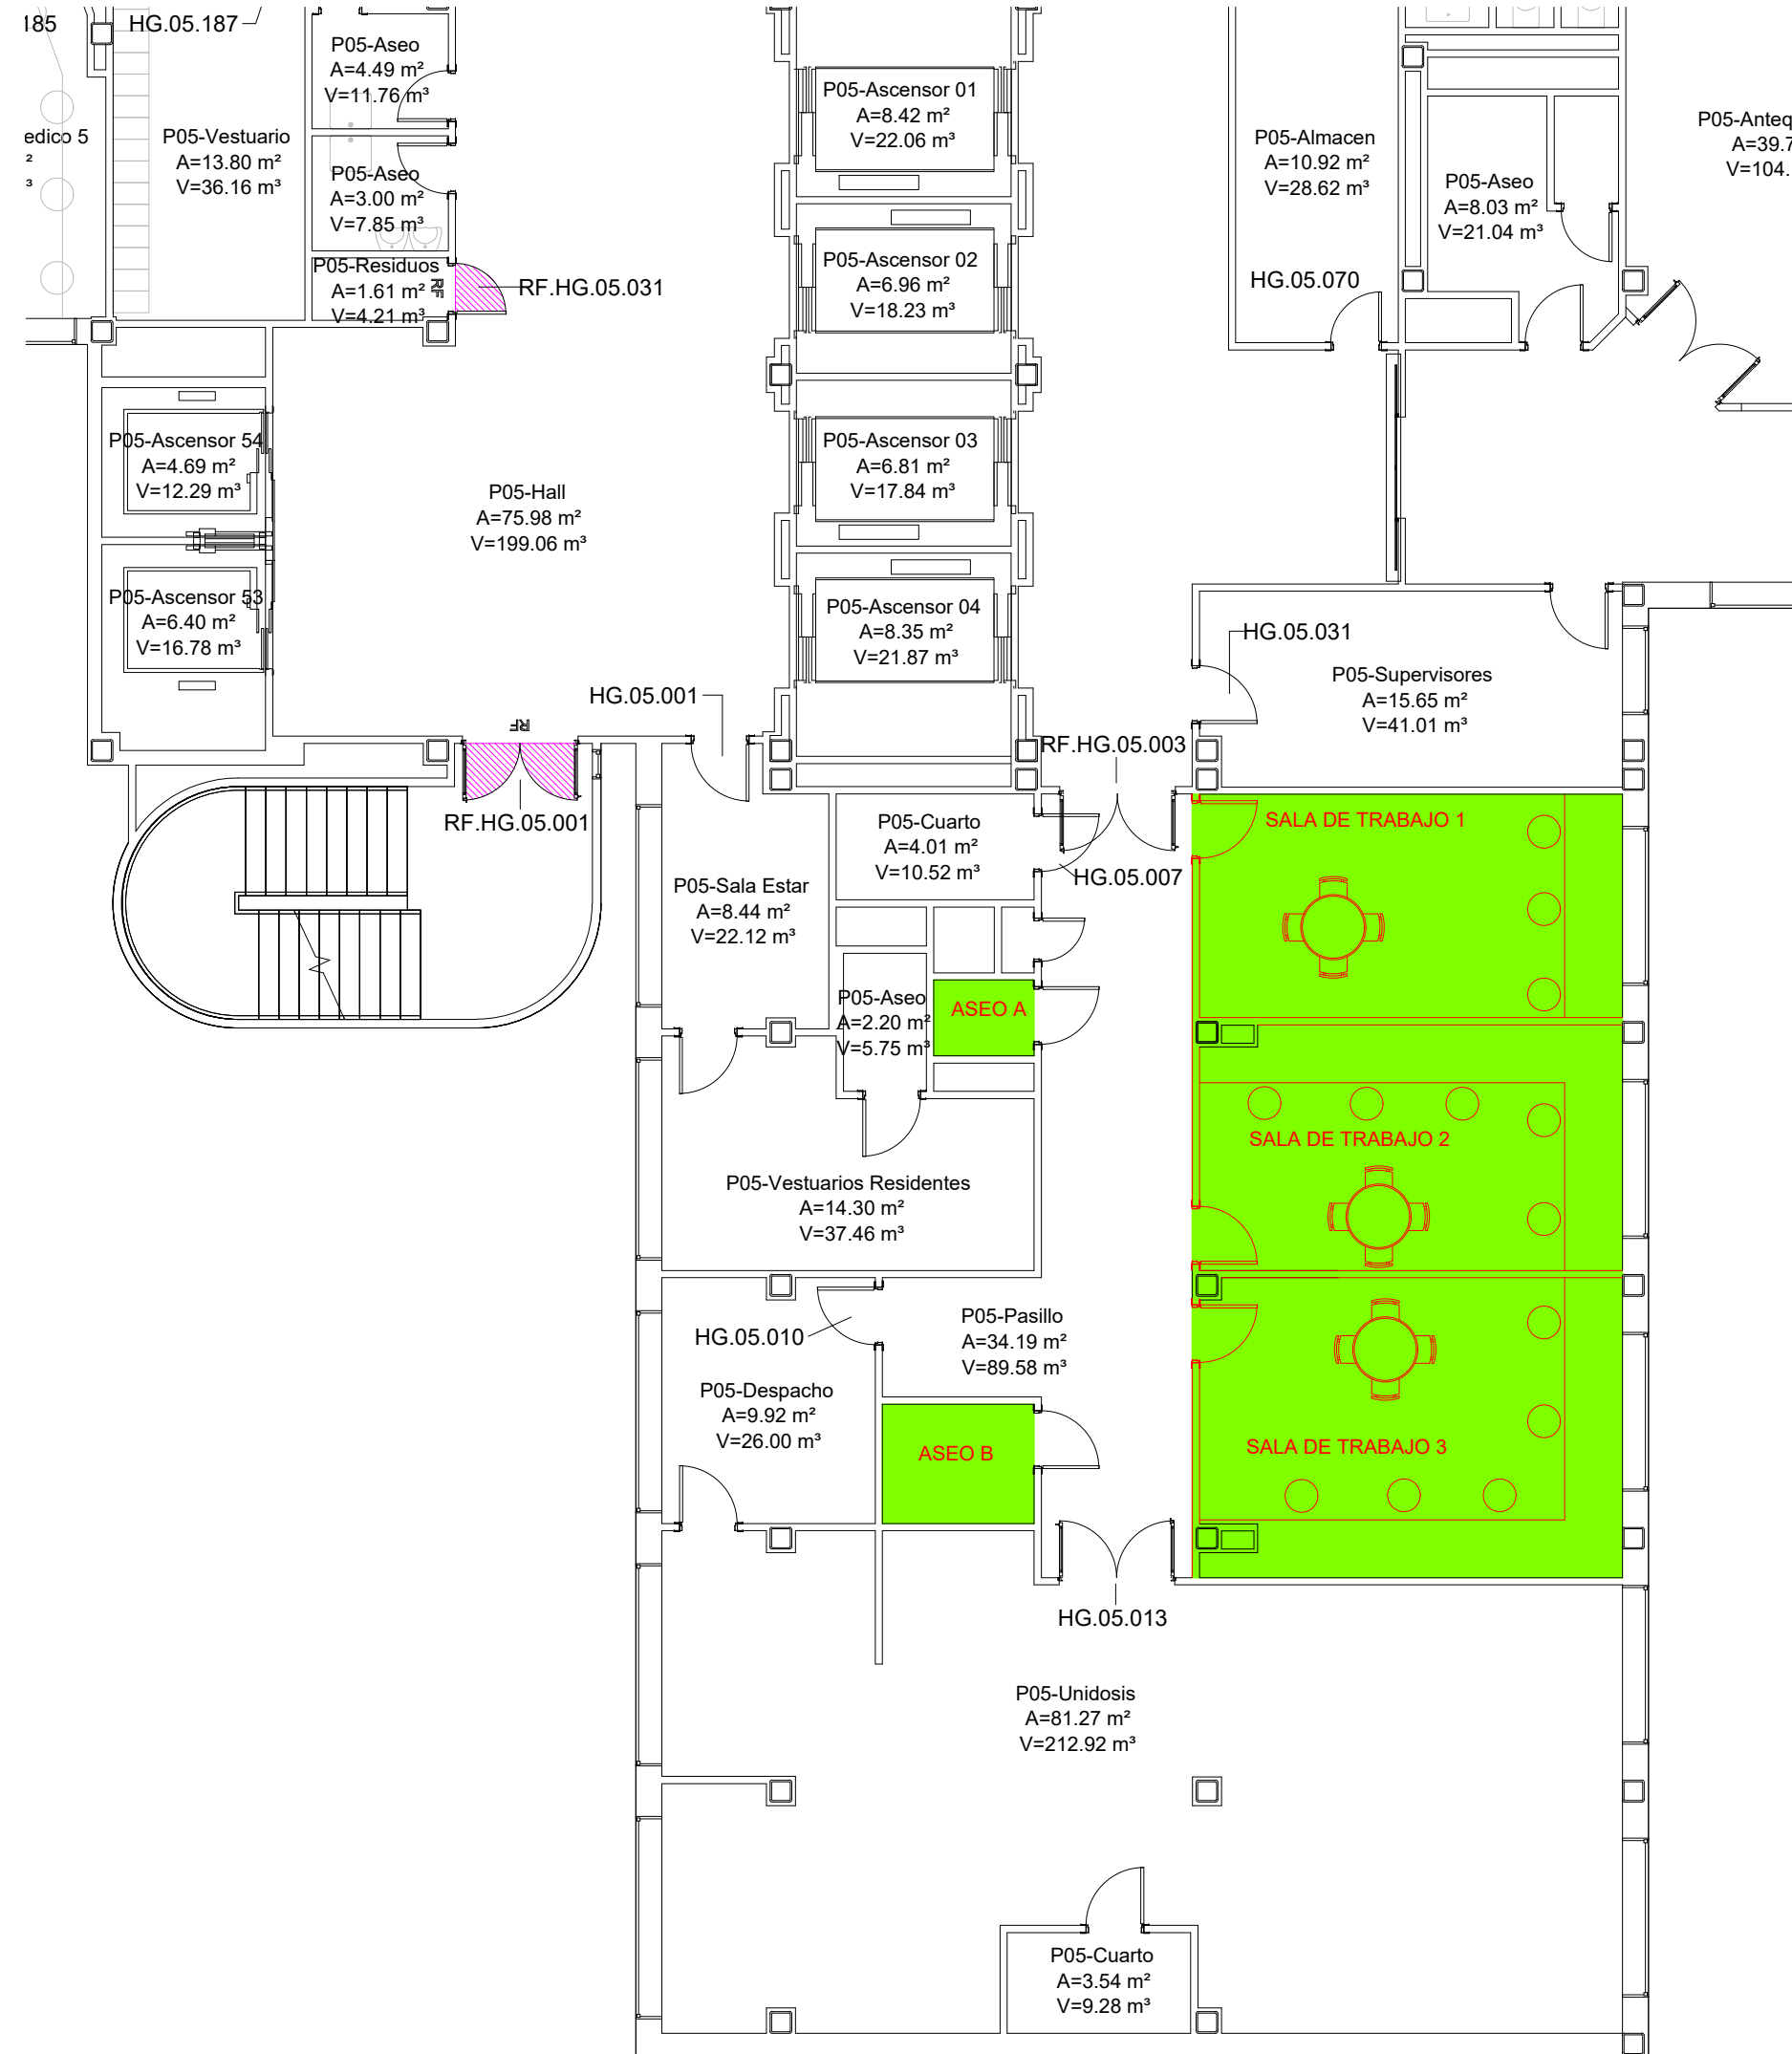 185
HG.05.187
P05-Aseo
A=4.49 m²
V=11.76 m³
P05-Ascensor 01
A=8.42 m²
V=22.06 m³
edico 5
²
³
P05-Vestuario
A=13.80 m²
V=36.16 m³
P05-Aseo
A=3.00 m²
V=7.85 m³
P05-Almacen
A=10.92 m²
V=28.62 m³
P05-Aseo
A=8.03 m²
V=21.04 m³
P05-Anteq
A=39.7
V=104.
P05-Residuos
A=1.61 m²
V=4.21 m³
RF
RF.HG.05.031
P05-Ascensor 02
A=6.96 m²
V=18.23 m³
HG.05.070
P05-Ascensor 54
A=4.69 m²
V=12.29 m³
P05-Hall
A=75.98 m²
V=199.06 m³
P05-Ascensor 03
A=6.81 m²
V=17.84 m³
P05-Ascensor 53
A=6.40 m²
V=16.78 m³
P05-Ascensor 04
A=8.35 m²
V=21.87 m³
HG.05.031
P05-Supervisores
A=15.65 m²
V=41.01 m³
HG.05.001
RF
RF.HG.05.003
RF.HG.05.001
P05-Cuarto
A=4.01 m²
V=10.52 m³
HG.05.007
SALA DE TRABAJO 1
P05-Sala Estar
A=8.44 m²
V=22.12 m³
P05-Aseo
A=2.20 m²
V=5.75 m³
ASEO A
SALA DE TRABAJO 2
P05-Vestuarios Residentes
A=14.30 m²
V=37.46 m³
HG.05.010
P05-Pasillo
A=34.19 m²
V=89.58 m³
P05-Despacho
A=9.92 m²
V=26.00 m³
ASEO B
SALA DE TRABAJO 3
HG.05.013
P05-Unidosis
A=81.27 m²
V=212.92 m³
P05-Cuarto
A=3.54 m²
V=9.28 m³